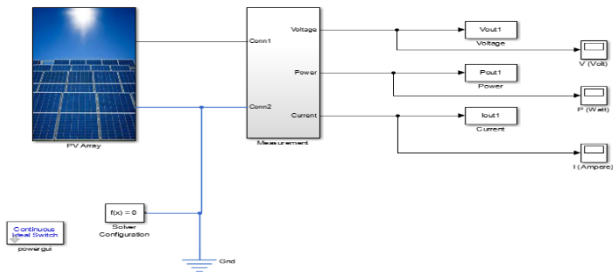 Voltage
Vout1
Voltage
Conn1
V (Volt)
Power
Pout1
Power
Conn2
P (Watt)
Current
Iout1
Current
PV Array
Measurement
I (Ampere)
f(x) = 0
Solver
Configuration
Continuous
Ideal Switch
powergui
Gnd